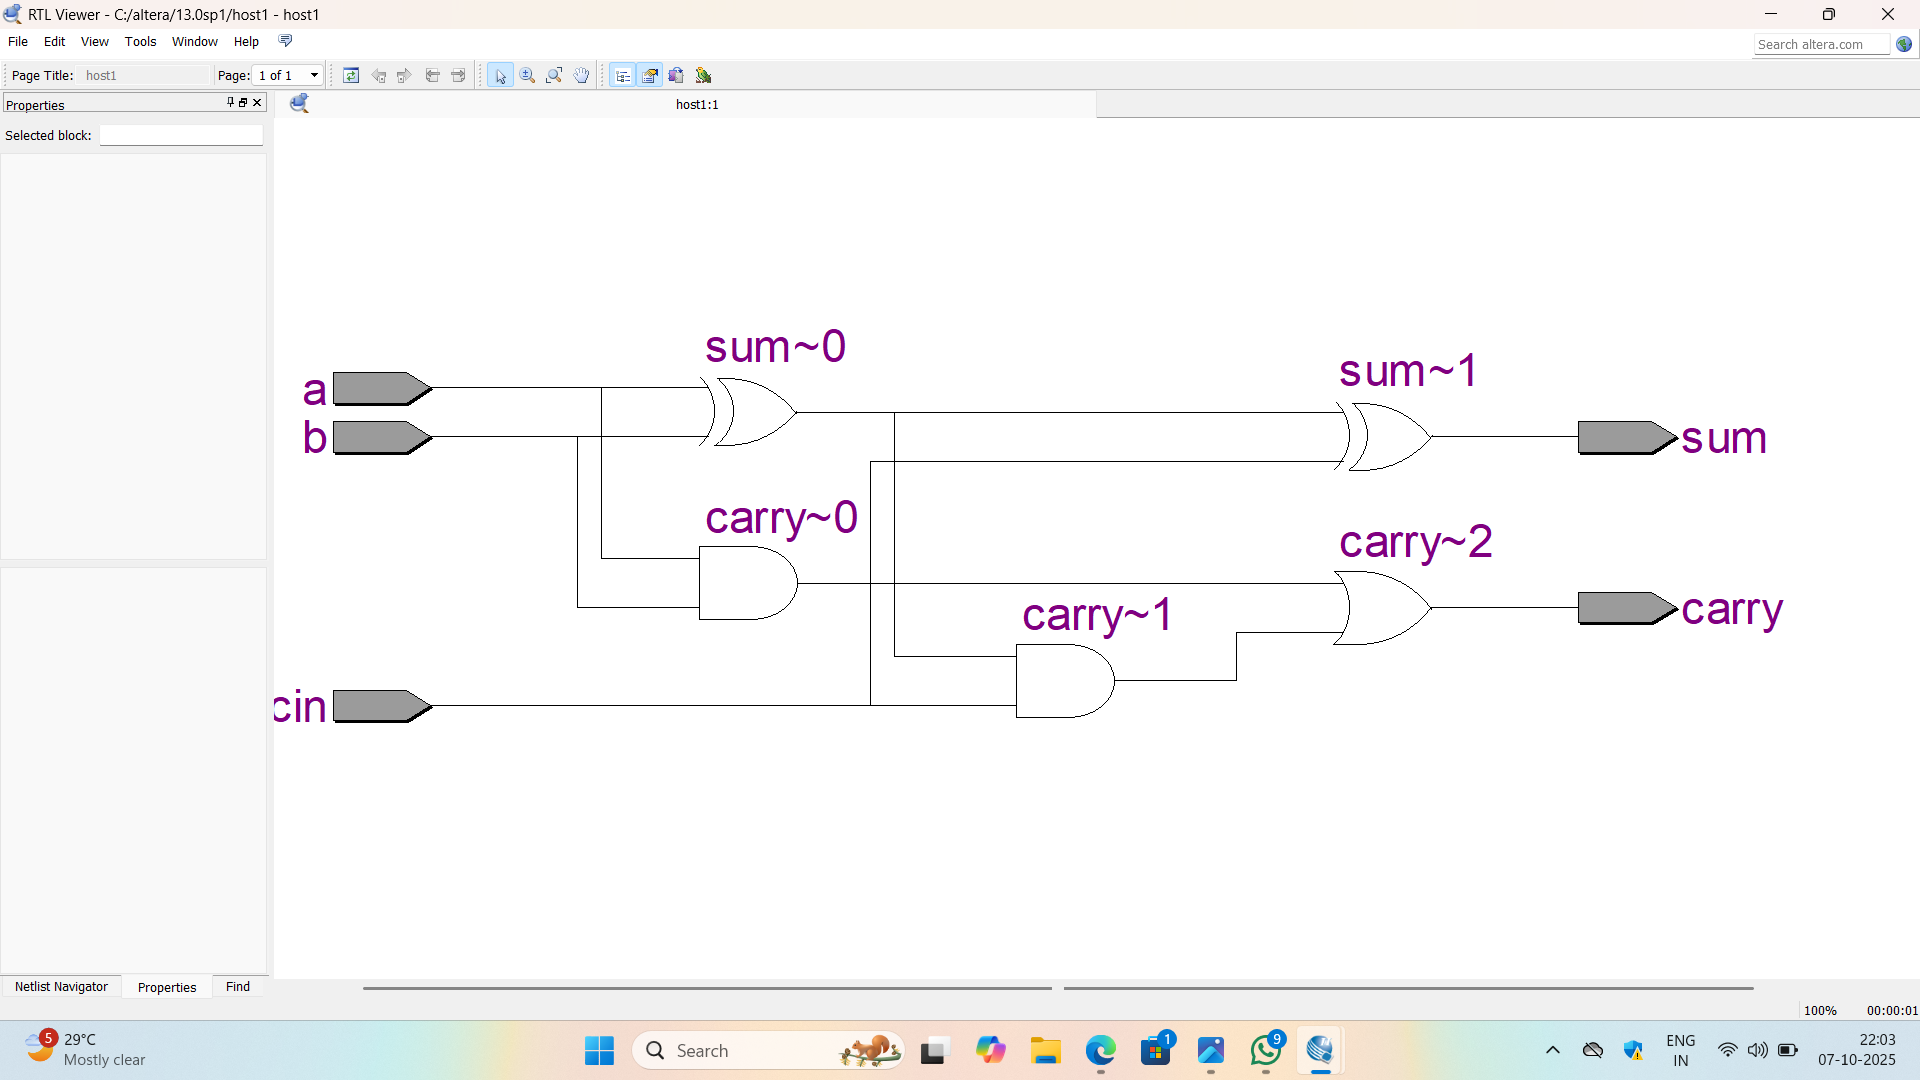 RTL Viewer - C:/altera/13.0sp1/host1 - host1
File Edit View Tools Window Help
Search altera.com
Page Title: host1 Page: 1 of 1
Properties
host1:1
Selected block:
sum~0
sum~1
a
b
sum
carry~0
carry~2
carry~1
carry
cin
Netlist Navigator Properties Find
100% 00:00:01
5
29°C
Mostly clear
Search
1
9
ENG
IN
22:03
07-10-2025